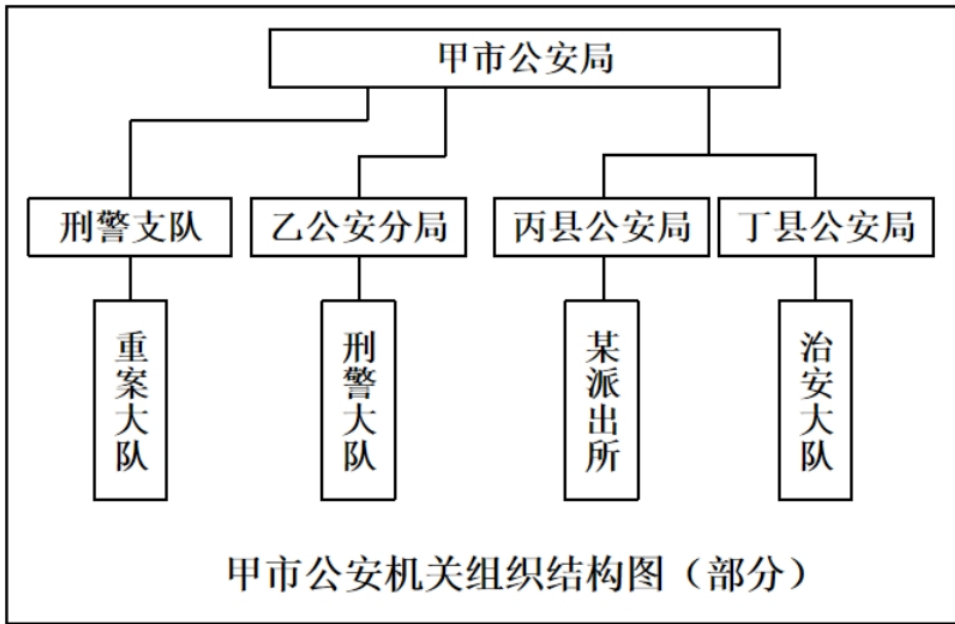 甲市公安局
刑警支队
乙公安分局
丙县公安局
丁县公安局
重案大队
刑警大队
某派出所
治安大队
甲市公安机关组织结构图（部分）